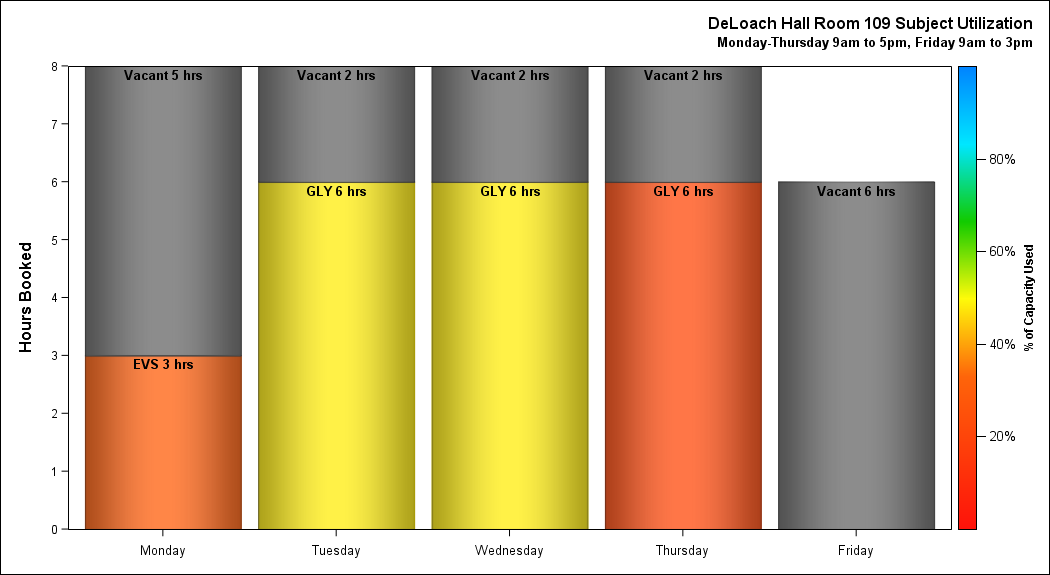 DeLoach Hall Room 109 Subject Utilization
Monday-Thursday 9am to 5pm, Friday 9am to 3pm
Hours Booked
8
7
6
5
4
3
2
1
0
Vacant 5 hrs
EVS 3 hrs
Vacant 2 hrs
GLY 6 hrs
Vacant 2 hrs
GLY 6 hrs
Vacant 2 hrs
GLY 6 hrs
Vacant 6 hrs
Monday
Tuesday
Wednesday
Thursday
Friday
80%
60%
40%
20%
% of Capacity Used